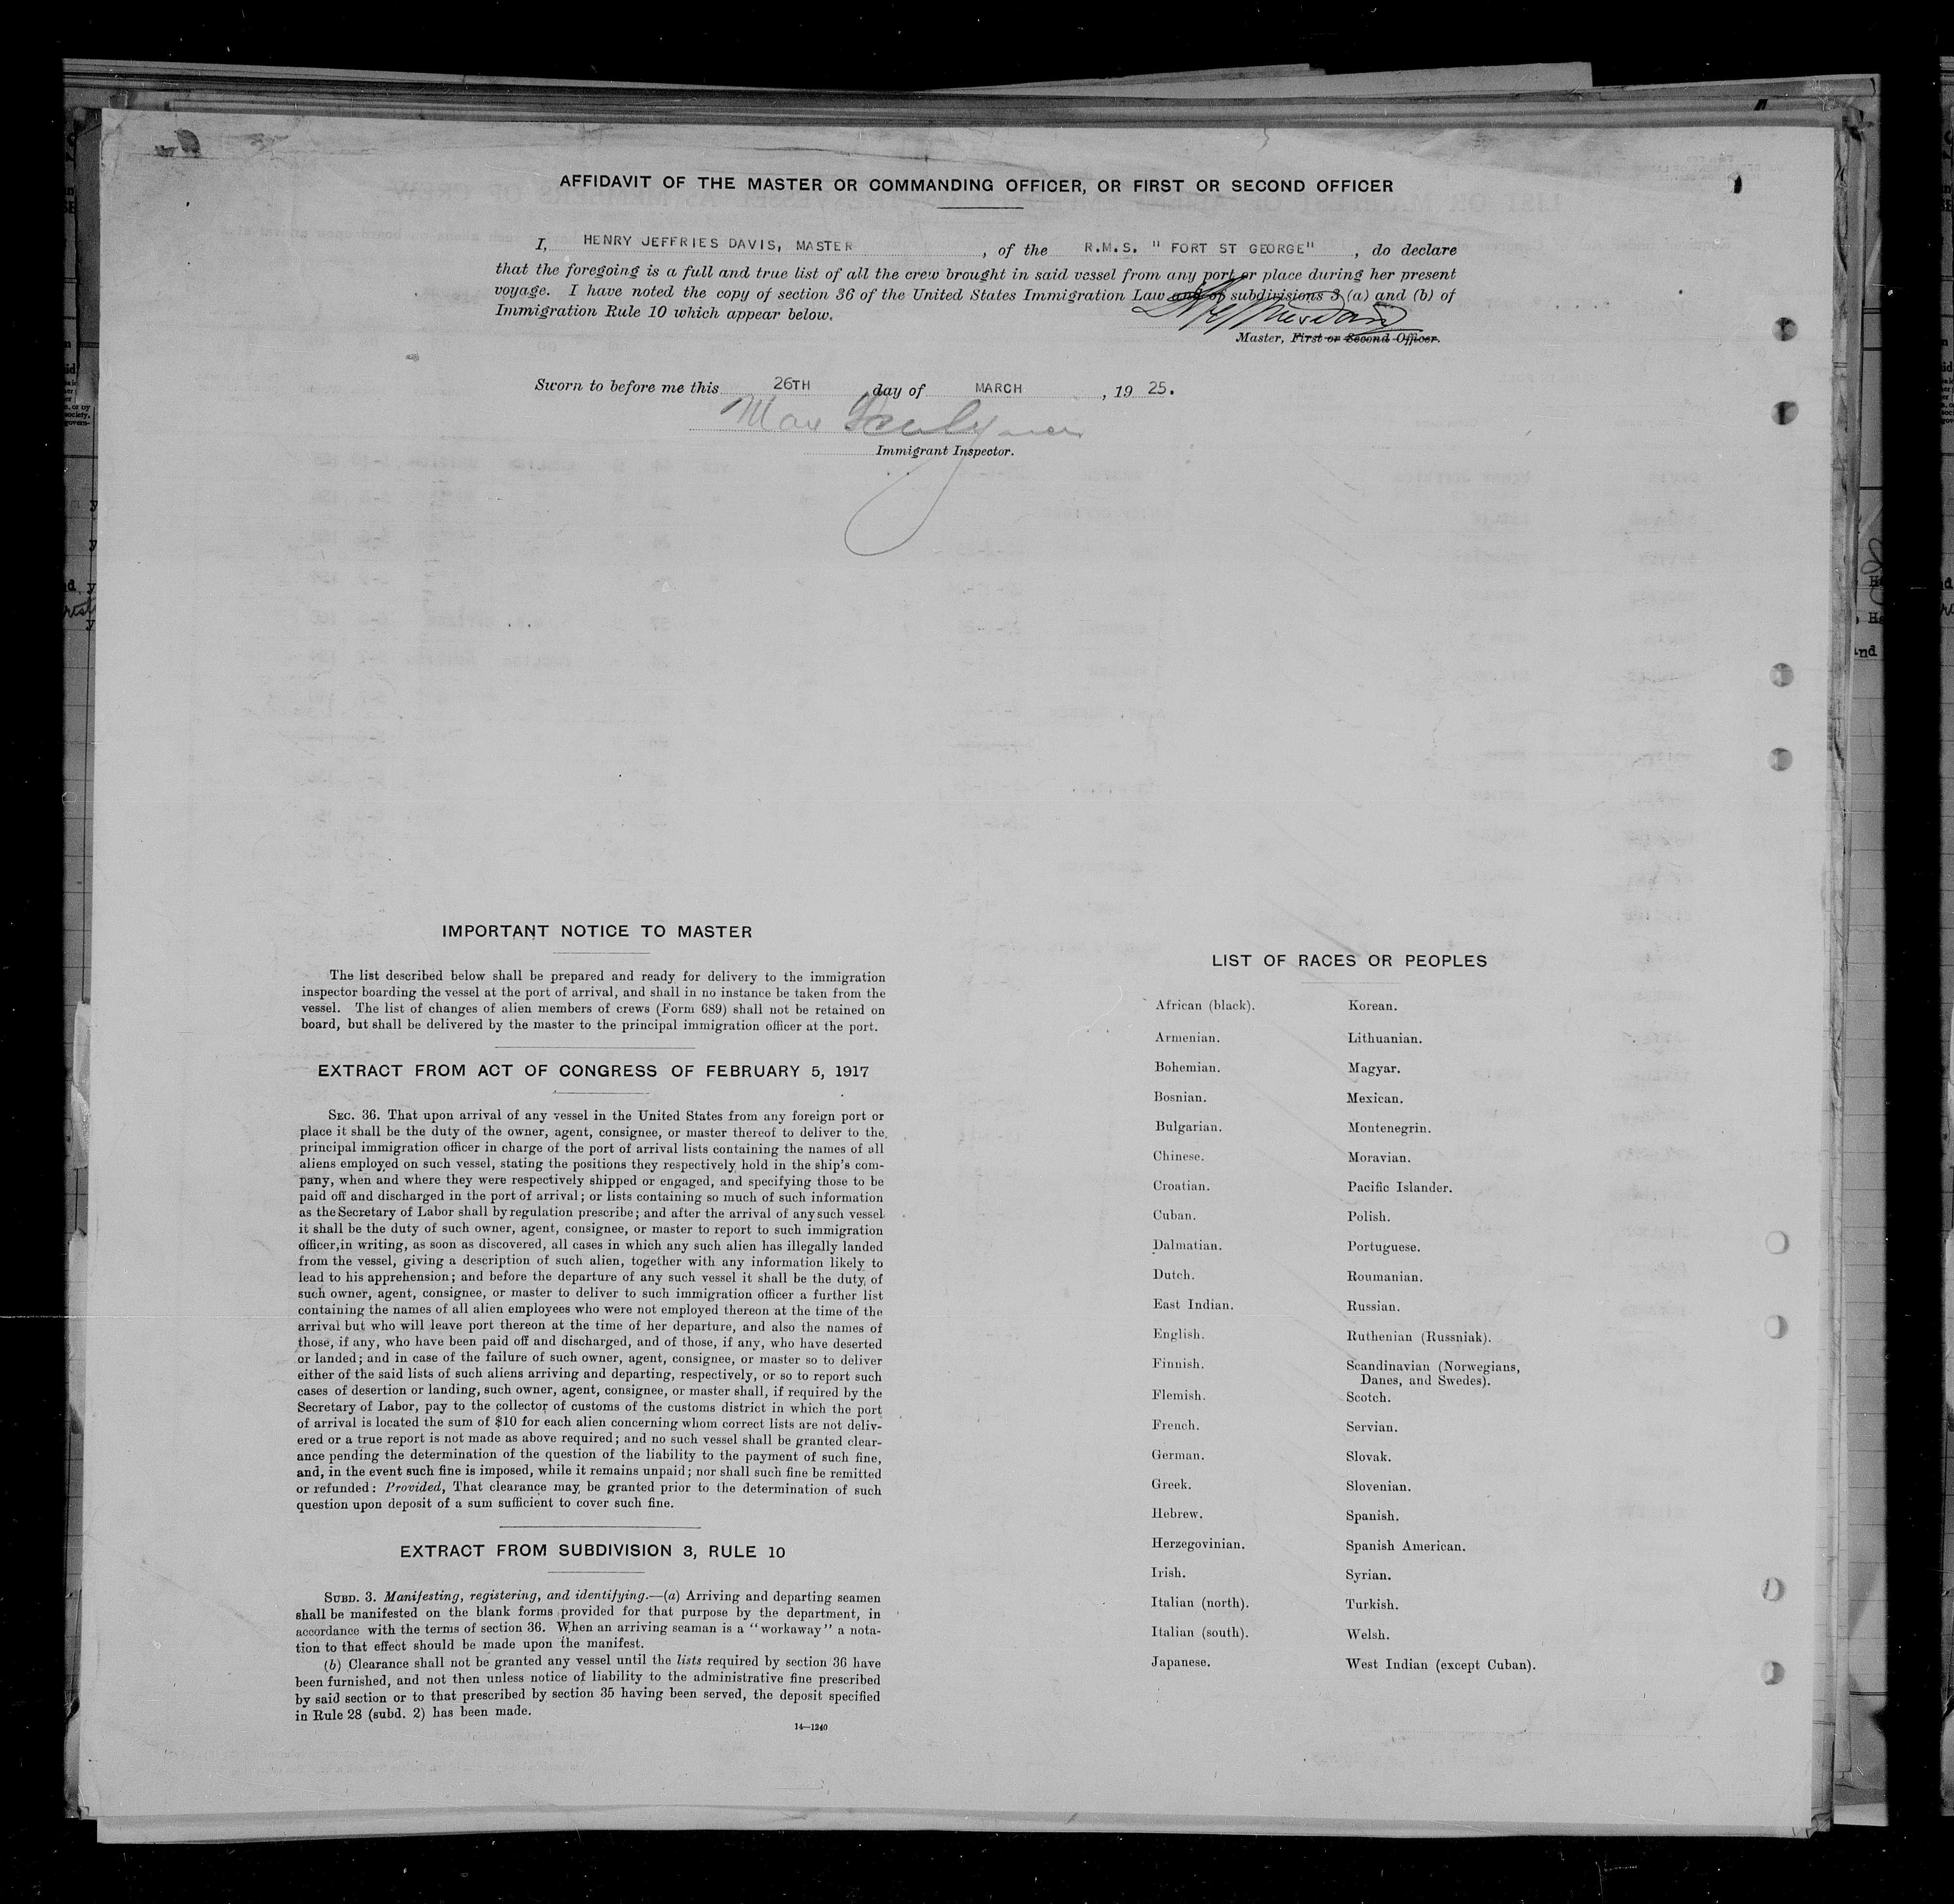 AFFIDAVIT OF THE MASTER OR COMMANDING OFFICER, OR FIRST OR SECOND OFFICER
I, HENRY JEFFRIES DAVIS, MASTER, of the R.M.S. " FORT ST GEORGE", do declare
that the foregoing is a full and true list of all the crew brought in said vessel from any port or place during her present
voyage. I have noted the copy of section 36 of the United States Immigration Law and of subdivisions 3 (a) and (b) of
Immigration Rule 10 which appear below.
Master, First or Second Officer.
Sworn to before me this 26TH day of MARCH, 19 25.
Max
Immigrant Inspector.
IMPORTANT NOTICE TO MASTER
The list described below shall be prepared and ready for delivery to the immigration
inspector boarding the vessel at the port of arrival, and shall in no instance be taken from the
vessel. The list of changes of alien members of crews (Form 689) shall not be retained on
board, but shall be delivered by the master to the principal immigration officer at the port.
EXTRACT FROM ACT OF CONGRESS OF FEBRUARY 5, 1917
SEC. 36. That upon arrival of any vessel in the United States from any foreign port or
place it shall be the duty of the owner, agent, consignee, or master thereof to deliver to the
principal immigration officer in charge of the port of arrival lists containing the names of all
aliens employed on such vessel, stating the positions they respectively hold in the ship's com-
pany, when and where they were respectively shipped or engaged, and specifying those to be
paid off and discharged in the port of arrival; or lists containing so much of such information
as the Secretary of Labor shall by regulation prescribe; and after the arrival of any such vessel
it shall be the duty of such owner, agent, consignee, or master to report to such immigration
officer, in writing, as soon as discovered, all cases in which any such alien has illegally landed
from the vessel, giving a description of such alien, together with any information likely to
lead to his apprehension; and before the departure of any such vessel it shall be the duty of
such owner, agent, consignee, or master to deliver to such immigration officer a further list
containing the names of all alien employees who were not employed thereon at the time of the
arrival but who will leave port thereon at the time of her departure, and also the names of
those, if any, who have been paid off and discharged, and of those, if any, who have deserted
or landed; and in case of the failure of such owner, agent, consignee, or master so to deliver
either of the said lists of such aliens arriving and departing, respectively, or so to report such
cases of desertion or landing, such owner, agent, consignee, or master shall, if required by the
Secretary of Labor, pay to the collector of customs of the customs district in which the port
of arrival is located the sum of $10 for each alien concerning whom correct lists are not deliv-
ered or a true report is not made as above required; and no such vessel shall be granted clear-
ance pending the determination of the question of the liability to the payment of such fine,
and, in the event such fine is imposed, while it remains unpaid; nor shall such fine be remitted
or refunded: Provided, That clearance may be granted prior to the determination of such
question upon deposit of a sum sufficient to cover such fine.
EXTRACT FROM SUBDIVISION 3, RULE 10
SUBD. 3. Manifesting, registering, and identifying.—(a) Arriving and departing seamen
shall be manifested on the blank forms provided for that purpose by the department, in
accordance with the terms of section 36. When an arriving seaman is a "workaway" a nota-
tion to that effect should be made upon the manifest.
(b) Clearance shall not be granted any vessel until the lists required by section 36 have
been furnished, and not then unless notice of liability to the administrative fine prescribed
by said section or to that prescribed by section 35 having been served, the deposit specified
in Rule 28 (subd. 2) has been made.
14—1240
LIST OF RACES OR PEOPLES
African (black).
Armenian.
Bohemian.
Bosnian.
Bulgarian.
Chinese.
Croatian.
Cuban.
Dalmatian.
Dutch.
East Indian.
English.
Finnish.
Flemish.
French.
German.
Greek.
Hebrew.
Herzegovinian.
Irish.
Italian (north).
Italian (south).
Japanese.
Korean.
Lithuanian.
Magyar.
Mexican.
Montenegrin.
Moravian.
Pacific Islander.
Polish.
Portuguese.
Roumanian.
Russian.
Ruthenian (Russniak).
Scandinavian (Norwegians,
Danes, and Swedes).
Scotch.
Servian.
Slovak.
Slovenian.
Spanish.
Spanish American.
Syrian.
Turkish.
Welsh.
West Indian (except Cuban).